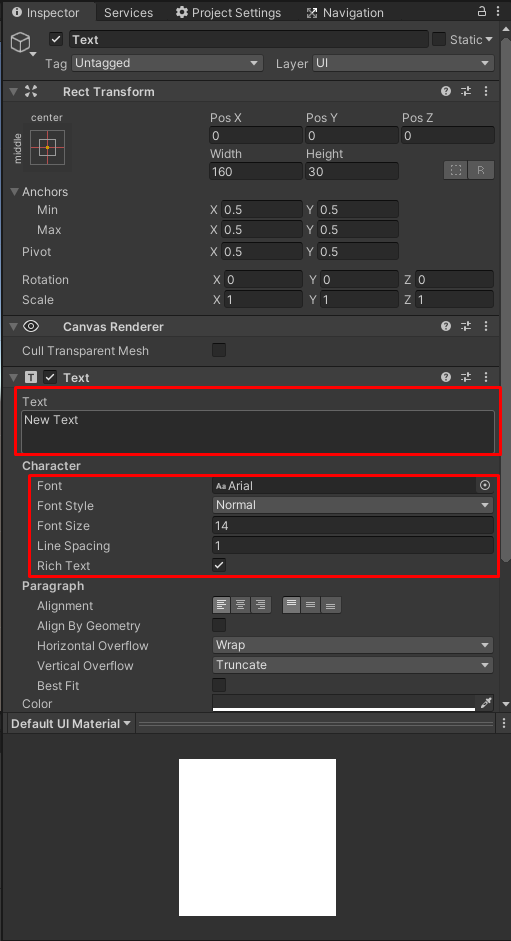 Inspector Services Project Settings Navigation
Text Static
Tag Untagged Layer UI
Rect Transform
center
middle
Pos X Pos Y Pos Z
0 0 0
Width Height
160 30
R
Anchors
Min X 0.5 Y 0.5
Max X 0.5 Y 0.5
Pivot X 0.5 Y 0.5
Rotation X 0 Y 0 Z 0
Scale X 1 Y 1 Z 1
Canvas Renderer
Cull Transparent Mesh
T Text
Text
New Text
Character
Font Aa Arial
Font Style Normal
Font Size 14
Line Spacing 1
Rich Text
Paragraph
Alignment
Align By Geometry
Horizontal Overflow Wrap
Vertical Overflow Truncate
Best Fit
Color
Default UI Material